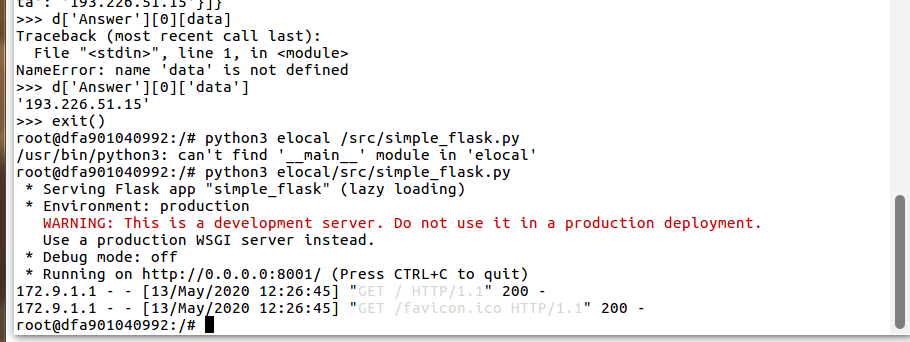 ta': '193.226.51.15'}]}
>>> d['Answer'][0][data]
Traceback (most recent call last):
  File "<stdin>", line 1, in <module>
NameError: name 'data' is not defined
>>> d['Answer'][0]['data']
'193.226.51.15'
>>> exit()
root@dfa901040992:/# python3 elocal /src/simple_flask.py
/usr/bin/python3: can't find '__main__' module in 'elocal'
root@dfa901040992:/# python3 elocal/src/simple_flask.py
 * Serving Flask app "simple_flask" (lazy loading)
 * Environment: production
   WARNING: This is a development server. Do not use it in a production deployment.
   Use a production WSGI server instead.
 * Debug mode: off
 * Running on http://0.0.0.0:8001/ (Press CTRL+C to quit)
172.9.1.1 - - [13/May/2020 12:26:45] "GET / HTTP/1.1" 200 -
172.9.1.1 - - [13/May/2020 12:26:45] "GET /favicon.ico HTTP/1.1" 200 -
root@dfa901040992:/#